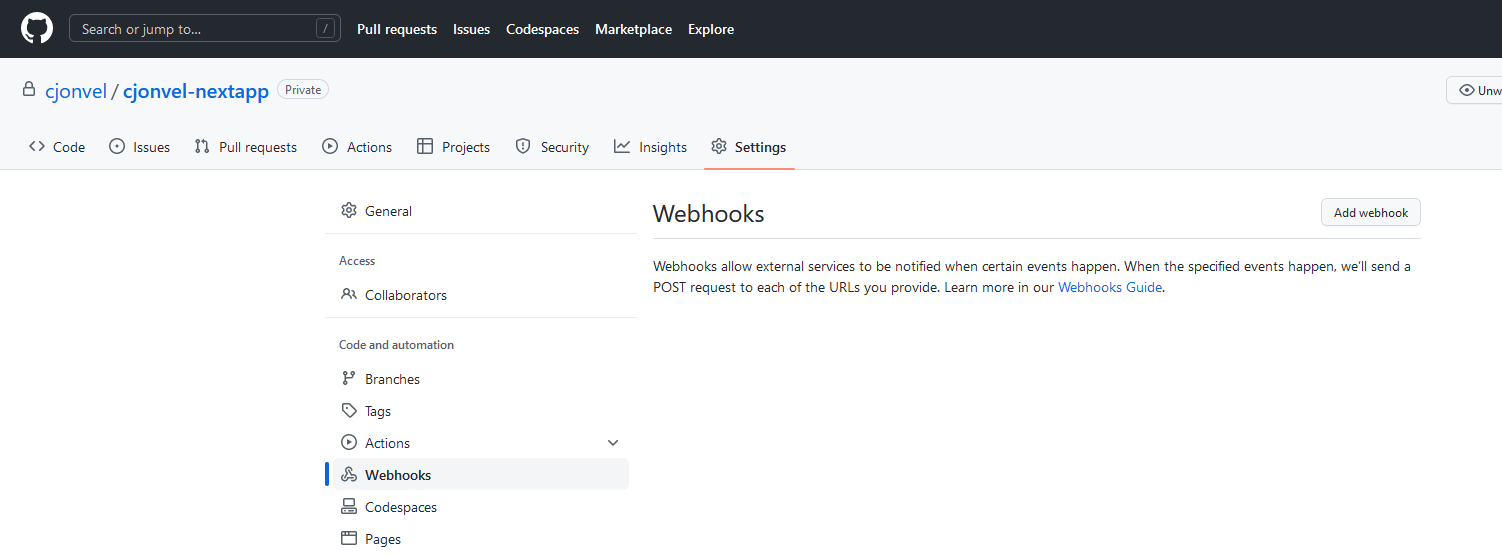 Search or jump to... / Pull requests Issues Codespaces Marketplace Explore
cjonvel / cjonvel-nextapp Private
Unw
Code Issues Pull requests Actions Projects Security Insights Settings
General
Access
Collaborators
Code and automation
Branches
Tags
Actions
Webhooks
Codespaces
Pages
Webhooks Add webhook
Webhooks allow external services to be notified when certain events happen. When the specified events happen, we'll send a
POST request to each of the URLs you provide. Learn more in our Webhooks Guide.